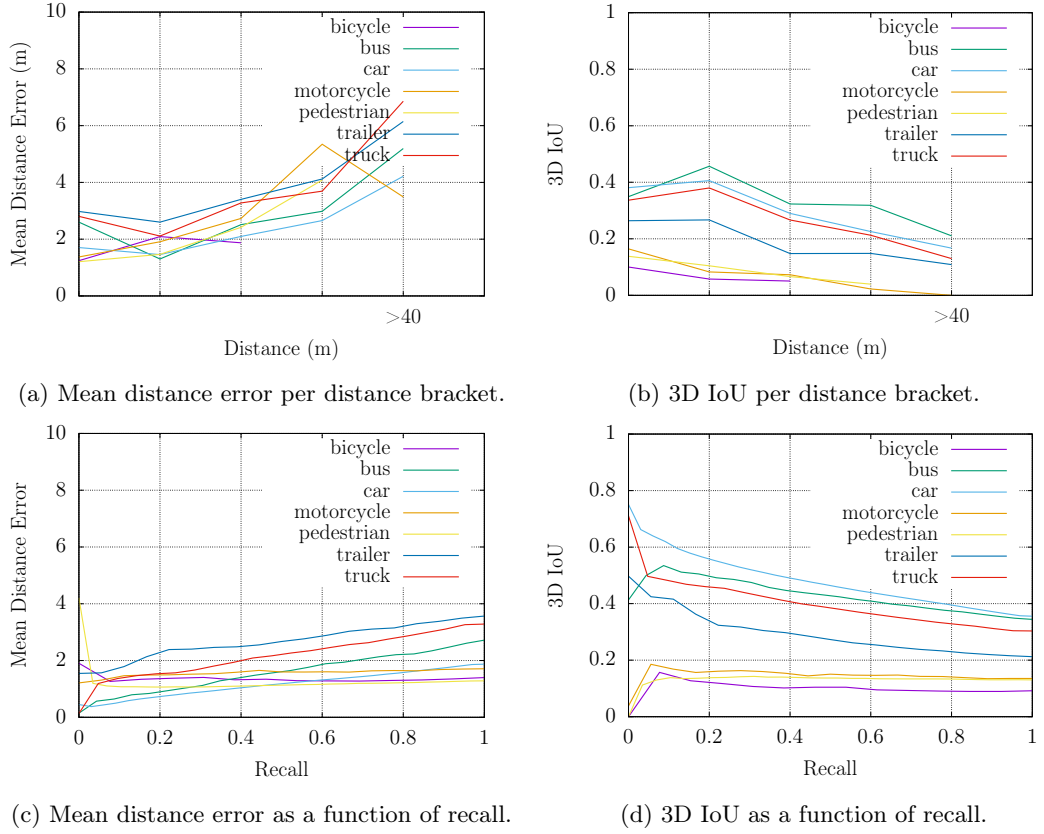 10
8
6
4
2
0
Mean Distance Error (m)
bicycle
bus
car
motorcycle
pedestrian
trailer
truck
>40
Distance (m)
(a) Mean distance error per distance bracket.
1
0.8
0.6
0.4
0.2
0
3D IoU
bicycle
bus
car
motorcycle
pedestrian
trailer
truck
>40
Distance (m)
(b) 3D IoU per distance bracket.
10
8
6
4
2
0
Mean Distance Error
bicycle
bus
car
motorcycle
pedestrian
trailer
truck
0 0.2 0.4 0.6 0.8 1
Recall
(c) Mean distance error as a function of recall.
1
0.8
0.6
0.4
0.2
0
3D IoU
bicycle
bus
car
motorcycle
pedestrian
trailer
truck
0 0.2 0.4 0.6 0.8 1
Recall
(d) 3D IoU as a function of recall.